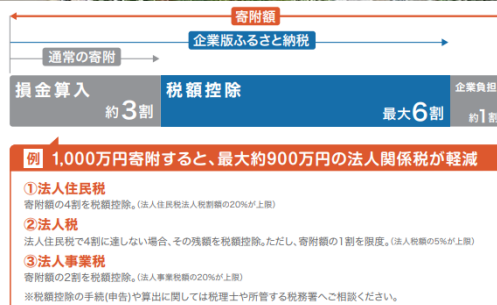 寄附額
企業版ふるさと納税
通常の寄附
損金算入
約3割
税額控除
最大6割
企業負担
約1割
例 1,000万円寄附すると、最大約900万円の法人関係税が軽減
①法人住民税
寄附額の4割を税額控除。(法人住民税法人税割額の20%が上限)
②法人税
法人住民税で4割に達しない場合、その残額を税額控除。ただし、寄附額の1割を限度。(法人税額の5%が上限)
③法人事業税
寄附額の2割を税額控除。(法人事業税額の20%が上限)
※税額控除の手続(申告)や算出に関しては税理士や所管する税務署へご相談ください。